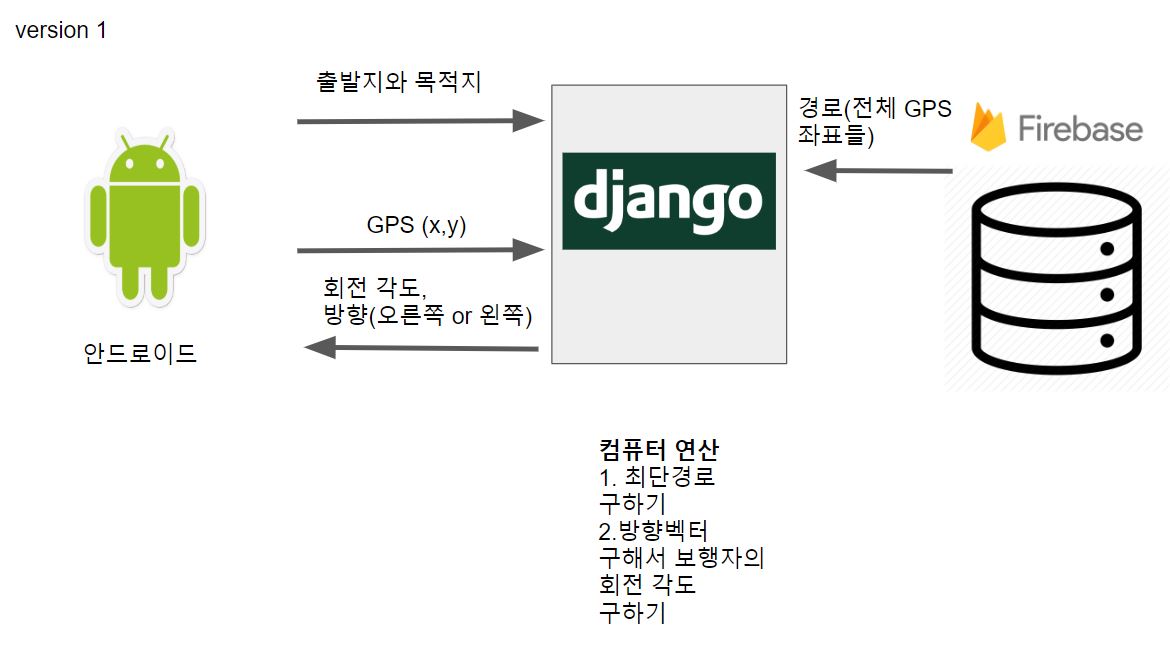 version 1
출발지와 목적지
경로(전체 GPS
좌표들)
Firebase
django
GPS (x,y)
회전 각도,
방향(오른쪽 or 왼쪽)
안드로이드
컴퓨터 연산
1. 최단경로
구하기
2.방향벡터
구해서 보행자의
회전 각도
구하기